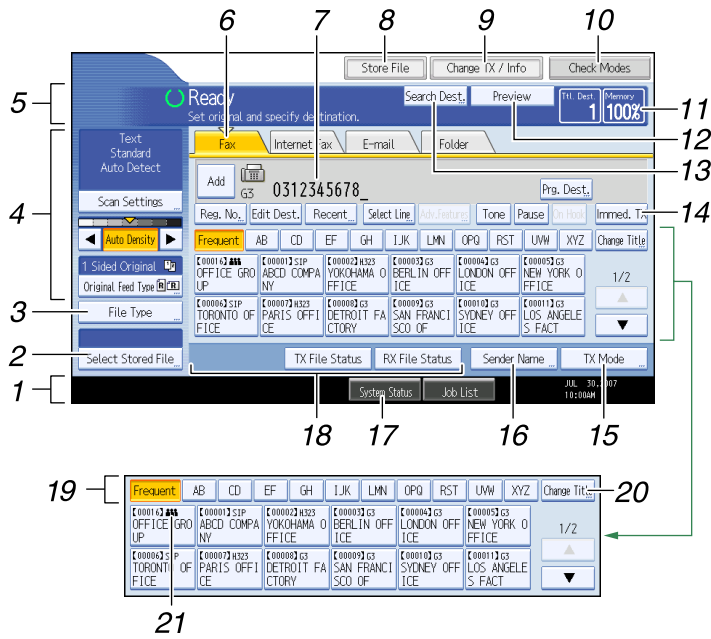 6 7 8 9 10
Store File Change TX / Info Check Modes
5
Ready Search Dest. Preview Ttl. Dest. 1 Memory 100% 11
Set original and specify destination.
12
13
4
Text
Standard
Auto Detect
Scan Settings
Auto Density
1 Sided Original
Original Feed Type
Fax Internet Fax E-mail Folder
Add G3 0312345678_ Prg. Dest.
Reg. No. Edit Dest. Recent Select Line Adv.Features Tone Pause On Hook Immed. TX 14
Frequent AB CD EF GH IJK LMN OPQ RST UVW XYZ Change Title
【00016】 【00001】SIP 【00002】H323 【00003】G3 【00004】G3 【00005】G3
OFFICE GRO ABCD COMPA YOKOHAMA O BERLIN OFF LONDON OFF NEW YORK O
UP NY FFICE ICE ICE FFICE
1/2
【00006】SIP 【00007】H323 【00008】G3 【00009】G3 【00010】G3 【00011】G3
TORONTO OF PARIS OFFI DETROIT FA SAN FRANCI SYDNEY OFF LOS ANGELE
FICE CE CTORY SCO OF ICE S FACT
3 File Type
2 Select Stored File
TX File Status RX File Status Sender Name TX Mode
1
System Status Job List JUL 30,2007
10:00AM
18 17 16 15
19
Frequent AB CD EF GH IJK LMN OPQ RST UVW XYZ Change Title 20
【00016】 【00001】SIP 【00002】H323 【00003】G3 【00004】G3 【00005】G3
OFFICE GRO ABCD COMPA YOKOHAMA O BERLIN OFF LONDON OFF NEW YORK O
UP NY FFICE ICE ICE FFICE
1/2
【00006】SIP 【00007】H323 【00008】G3 【00009】G3 【00010】G3 【00011】G3
TORONTO OF PARIS OFFI DETROIT FA SAN FRANCI SYDNEY OFF LOS ANGELE
FICE CE CTORY SCO OF ICE S FACT
21